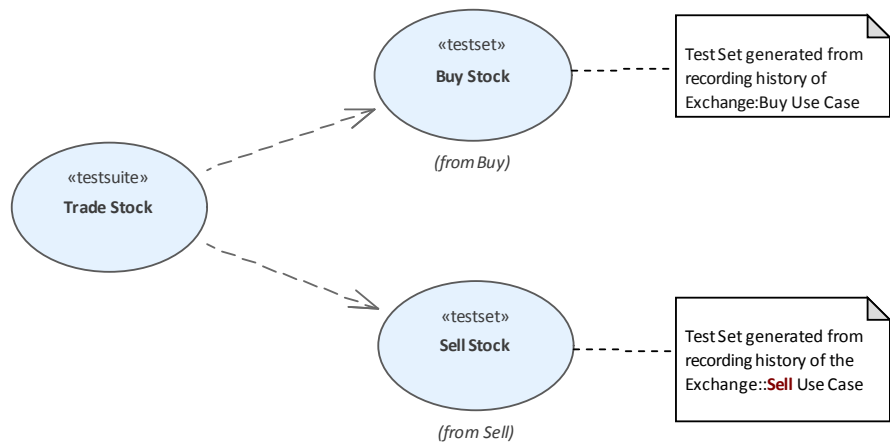 «testset»
Buy Stock
(from Buy)
Test Set generated from
recording history of
Exchange:Buy Use Case
«testsuite»
Trade Stock
«testset»
Sell Stock
(from Sell)
Test Set generated from
recording history of the
Exchange::Sell Use Case